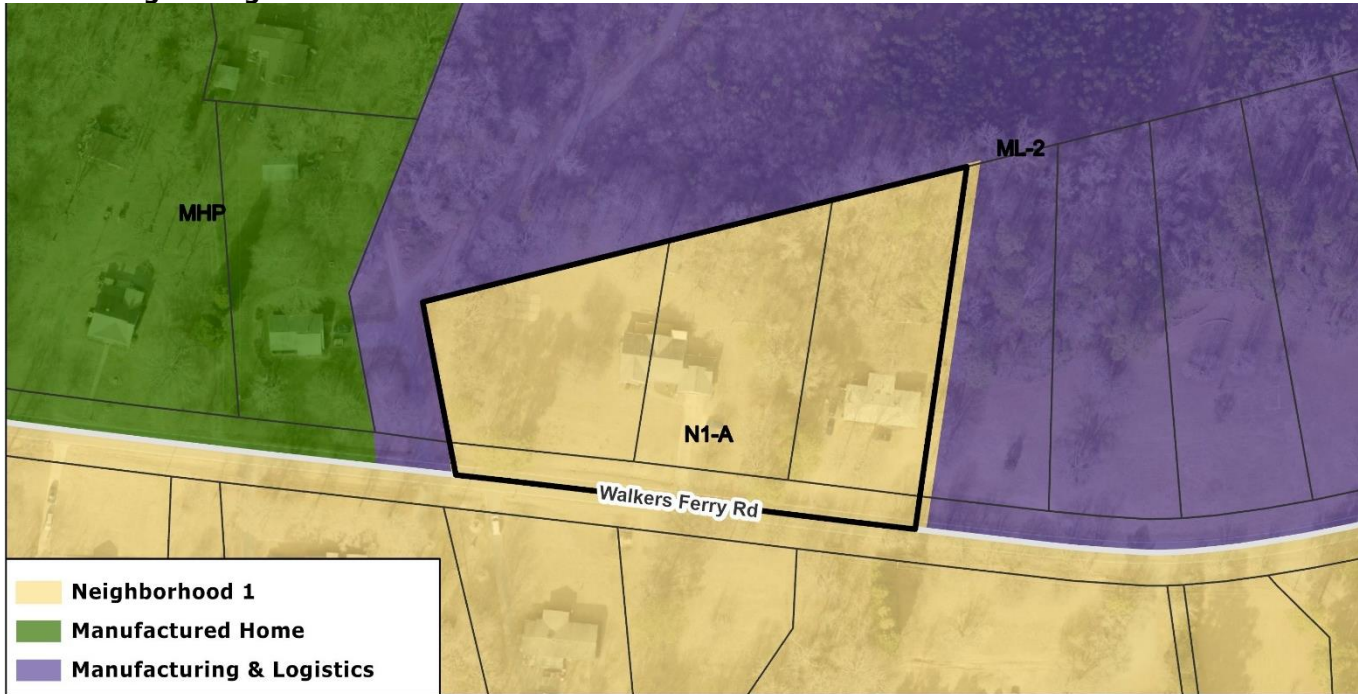 ML-2
MHP
N1-A
Walkers Ferry Rd
Neighborhood 1
Manufactured Home
Manufacturing & Logistics